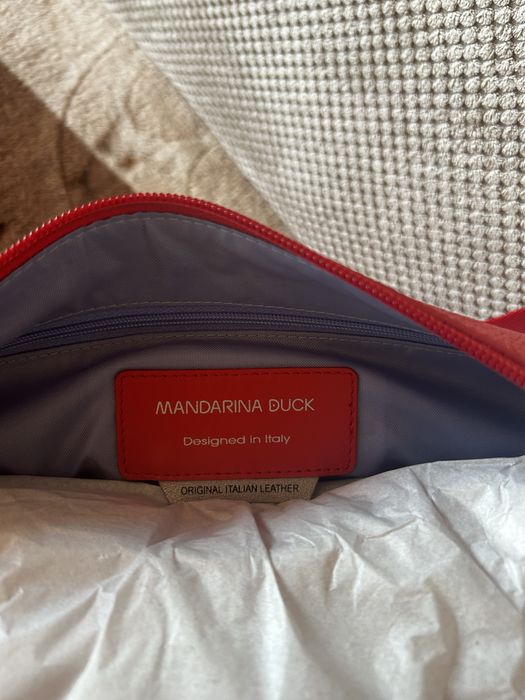 MANDARINA DUCK
Designed in Italy
ORIGINAL ITALIAN LEATHER